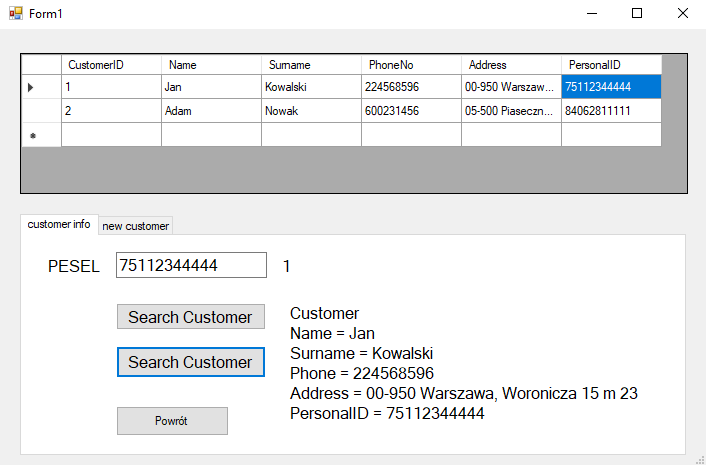 Form1
CustomerID Name Surname PhoneNo Address PersonalID
1 Jan Kowalski 224568596 00-950 Warszaw... 75112344444
2 Adam Nowak 600231456 05-500 Piaseczn... 84062811111
customer info new customer
PESEL 75112344444 1
Search Customer
Search Customer
Powrót
Customer
Name = Jan
Surname = Kowalski
Phone = 224568596
Address = 00-950 Warszawa, Woronicza 15 m 23
PersonalID = 75112344444